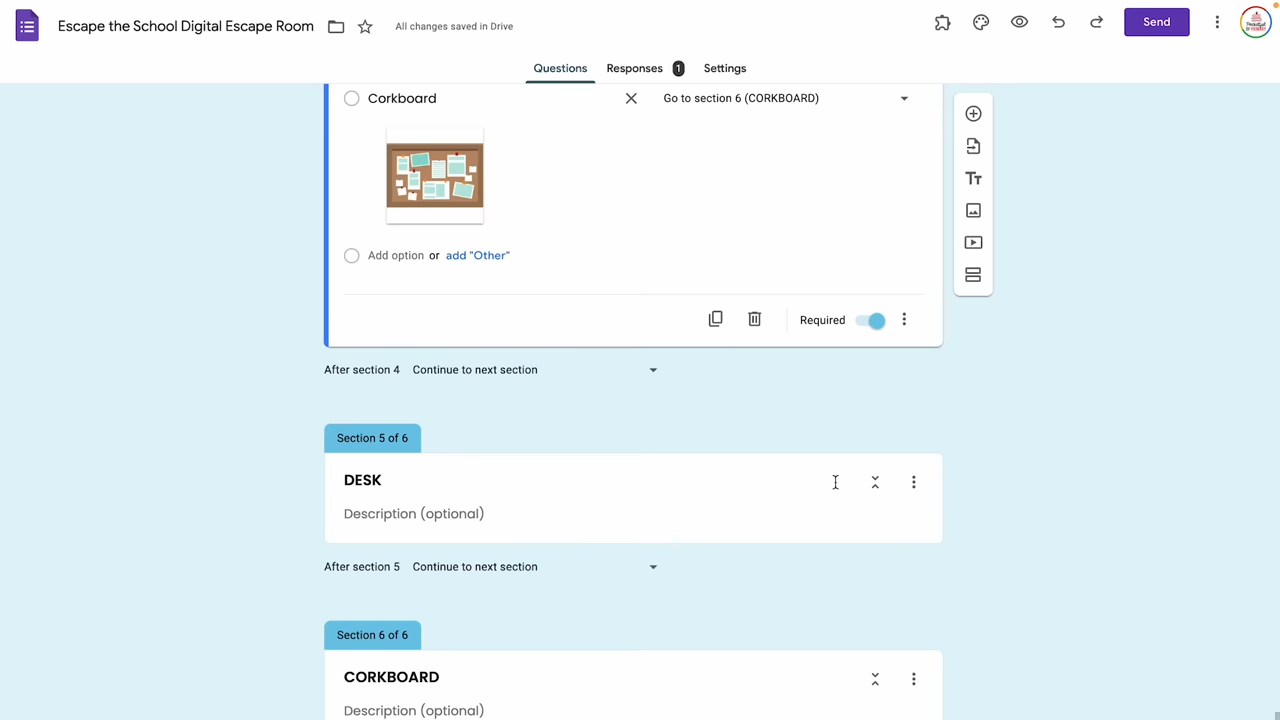 Escape the School Digital Escape Room
All changes saved in Drive
Send
Questions
Responses 1
Settings
Corkboard
Go to section 6 (CORKBOARD)
Add option or add "Other"
Required
After section 4 Continue to next section
Section 5 of 6
DESK
Description (optional)
After section 5 Continue to next section
Section 6 of 6
CORKBOARD
Description (optional)